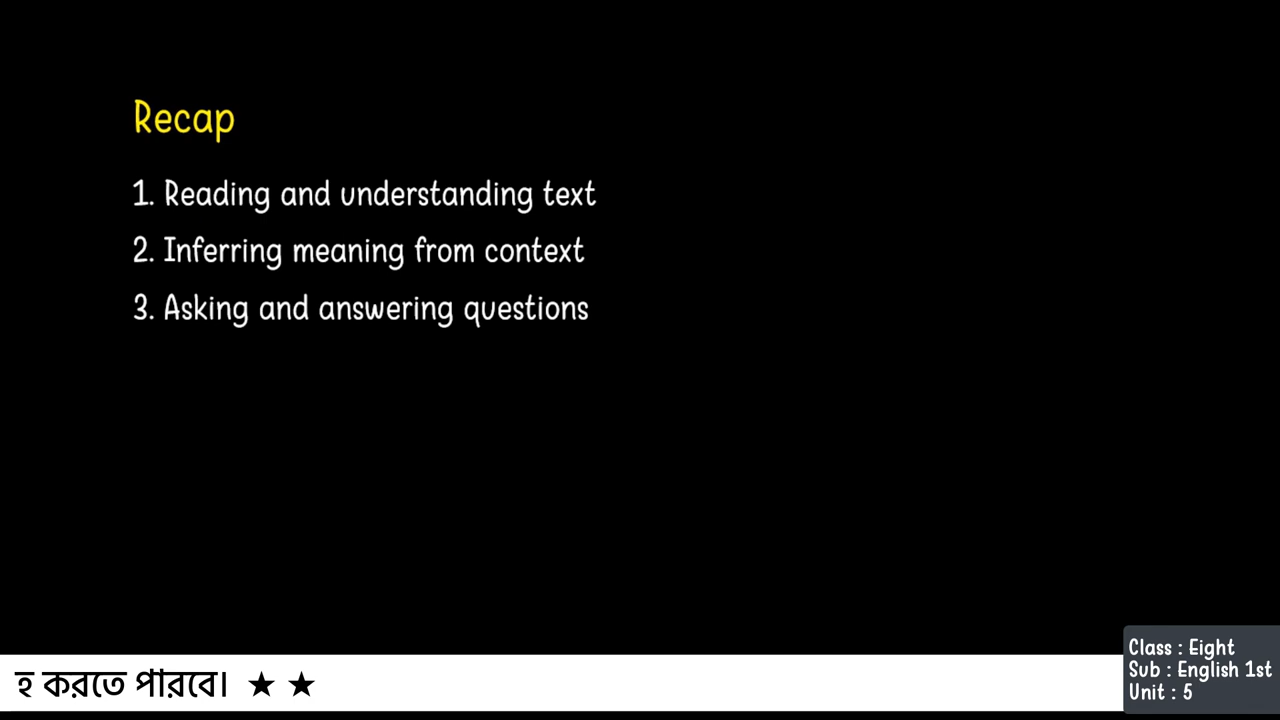 Recap
1. Reading and understanding text
2. Inferring meaning from context
3. Asking and answering questions
হ করতে পারবে। ★ ★
Class : Eight
Sub : English 1st
Unit : 5